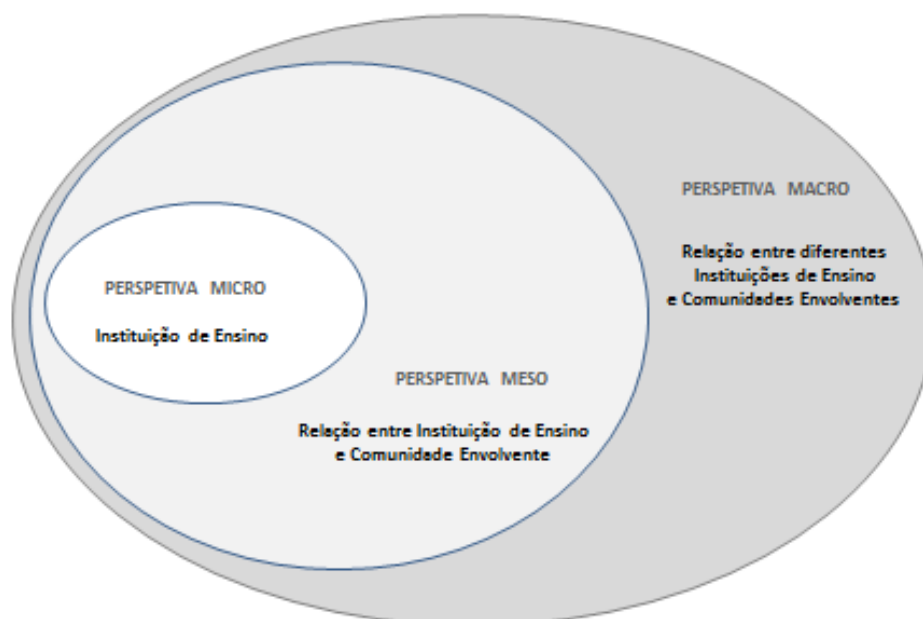 PERSPETIVA MACRO
Relação entre diferentes
Instituições de Ensino
e Comunidades Envolventes
PERSPETIVA MICRO
Instituição de Ensino
PERSPETIVA MESO
Relação entre Instituição de Ensino
e Comunidade Envolvente